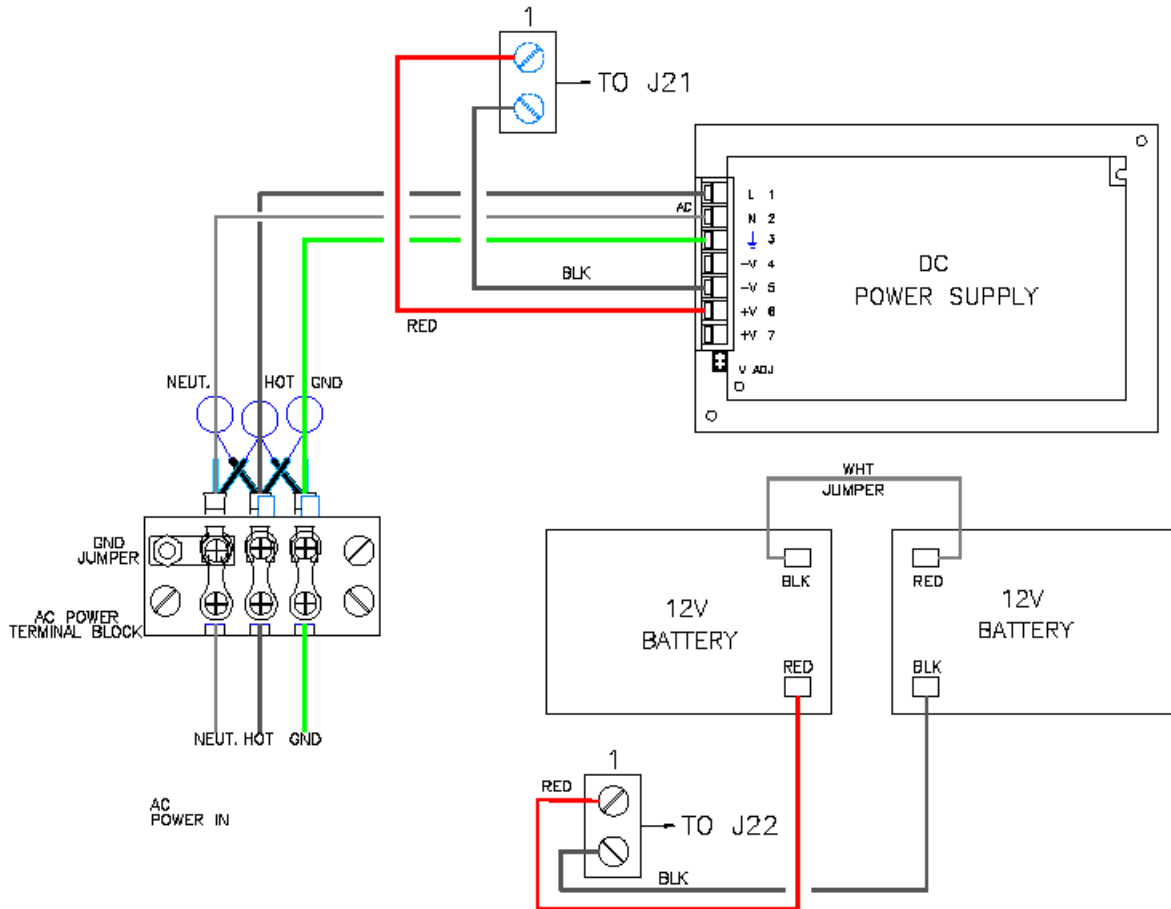 1
TO J21
AC
L 1
N 2
3
-V 4
-V 5
+V 6
+V 7
V ADJ
DC
POWER SUPPLY
BLK
RED
NEUT. HOT GND
GND
JUMPER
AC POWER
TERMINAL BLOCK
NEUT. HOT GND
AC
POWER IN
WHT
JUMPER
BLK
RED
12V
BATTERY
12V
BATTERY
RED
BLK
1
RED
TO J22
BLK